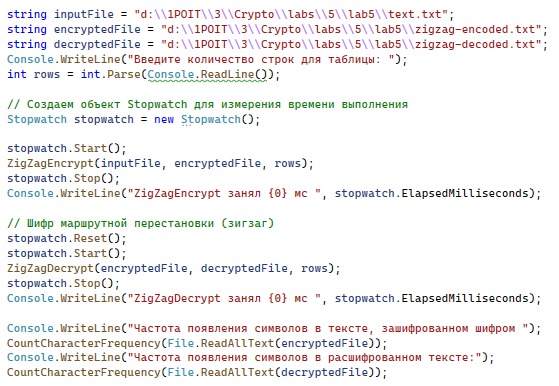 string inputFile = "d:\\1POIT\\3\\Crypto\\labs\\5\\lab5\\text.txt";
string encryptedFile = "d:\\1POIT\\3\\Crypto\\labs\\5\\lab5\\zigzag-encoded.txt";
string decryptedFile = "d:\\1POIT\\3\\Crypto\\labs\\5\\lab5\\zigzag-decoded.txt";
Console.WriteLine("Введите количество строк для таблицы: ");
int rows = int.Parse(Console.ReadLine());
// Создаем объект Stopwatch для измерения времени выполнения
Stopwatch stopwatch = new Stopwatch();
stopwatch.Start();
ZigZagEncrypt(inputFile, encryptedFile, rows);
stopwatch.Stop();
Console.WriteLine("ZigZagEncrypt занял {0} мс ", stopwatch.ElapsedMilliseconds);
// Шифр маршрутной перестановки (зигзаг)
stopwatch.Reset();
stopwatch.Start();
ZigZagDecrypt(encryptedFile, decryptedFile, rows);
stopwatch.Stop();
Console.WriteLine("ZigZagDecrypt занял {0} мс ", stopwatch.ElapsedMilliseconds);
Console.WriteLine("Частота появления символов в тексте, зашифрованном шифром ");
CountCharacterFrequency(File.ReadAllText(encryptedFile));
Console.WriteLine("Частота появления символов в расшифрованном тексте:");
CountCharacterFrequency(File.ReadAllText(decryptedFile));